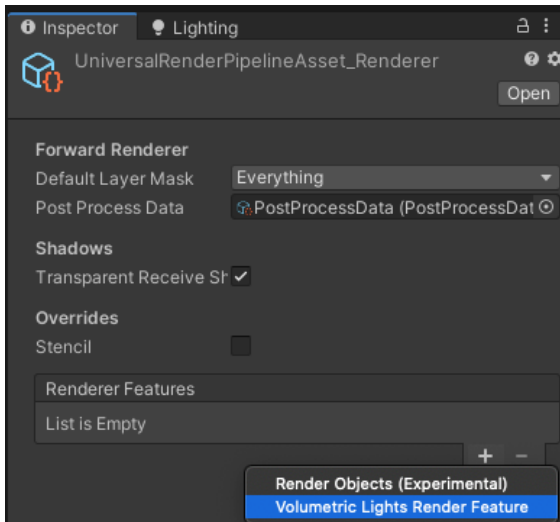 Inspector Lighting
UniversalRenderPipelineAsset_Renderer
Open
Forward Renderer
Default Layer Mask Everything
Post Process Data PostProcessData (PostProcessDat
Shadows
Transparent Receive Sh
Overrides
Stencil
Renderer Features
List is Empty
+ −
Render Objects (Experimental)
Volumetric Lights Render Feature